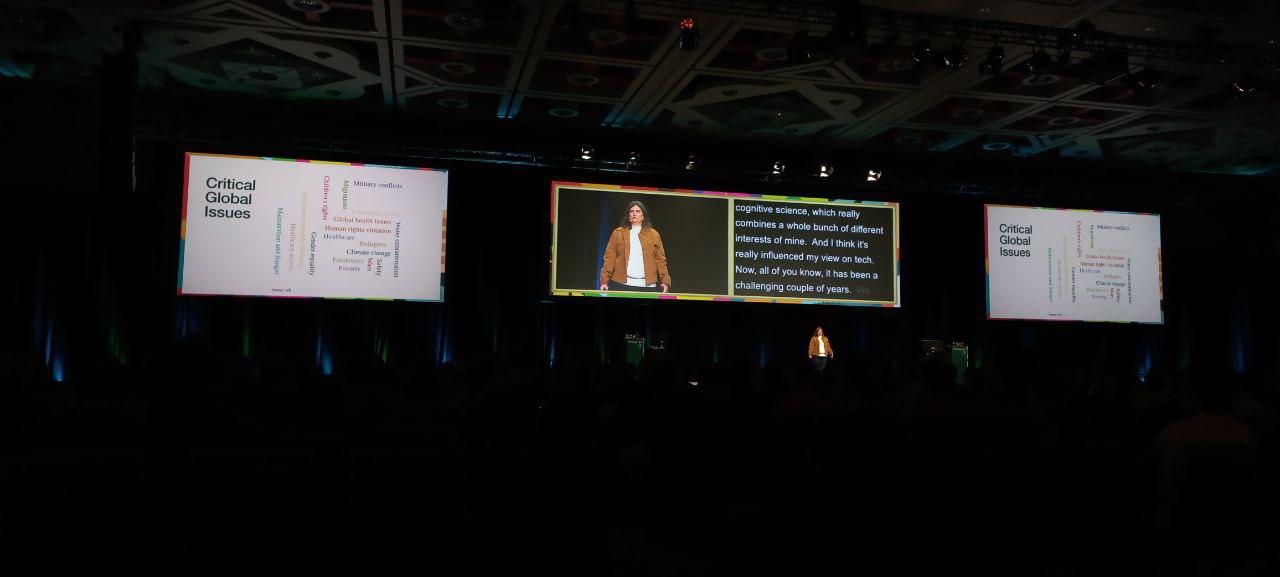 Critical
Global
Issues
Children's rights
Migration
Military conflicts
Malnutrition and hunger
Healthcare access
Gender equality
Global health issues
Human rights violation
Healthcare
Refugees
Climate change
Pandemics
Poverty
Wars
Safety
Water contamination
cognitive science, which really
combines a whole bunch of different
interests of mine.  And I think it's
really influenced my view on tech.
Now, all of you know, it has been a
challenging couple of years.  We
Critical
Global
Issues
Children's rights
Migration
Military conflicts
Malnutrition and hunger
Healthcare access
Gender equality
Global health issues
Human rights violation
Healthcare
Refugees
Climate change
Pandemics
Poverty
Wars
Safety
Water contamination